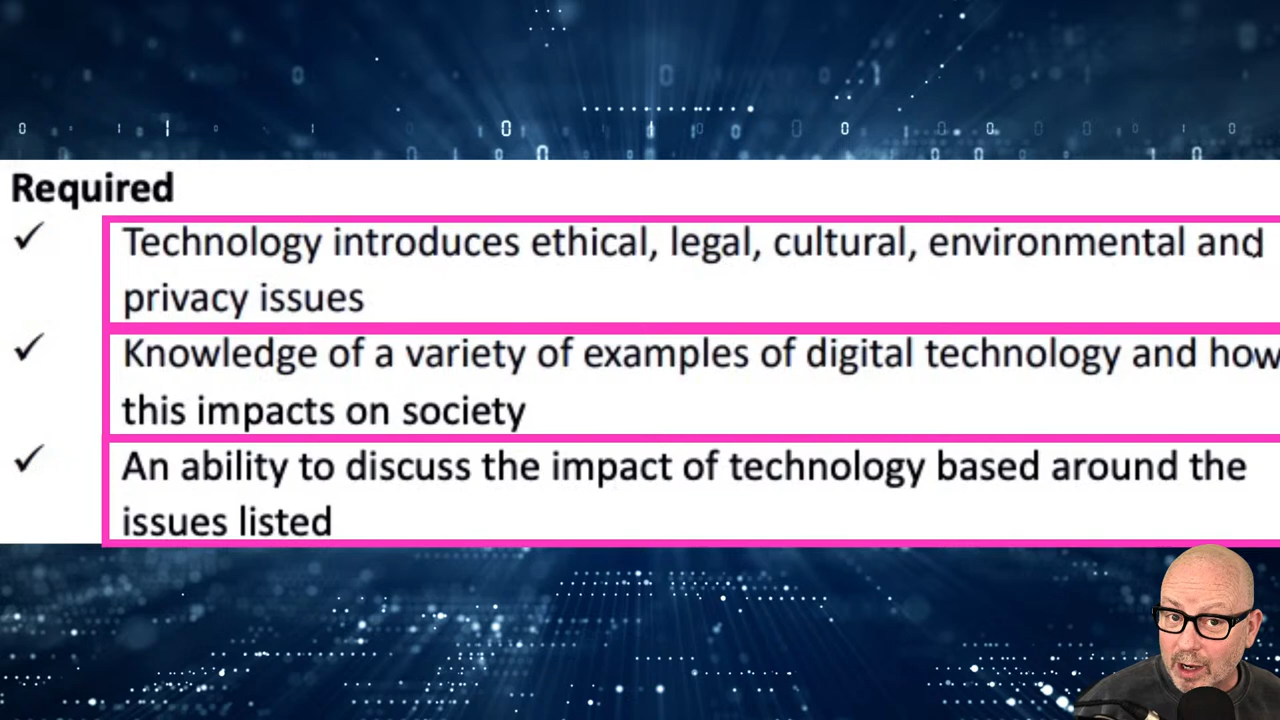 Required
✓ Technology introduces ethical, legal, cultural, environmental and
privacy issues
✓ Knowledge of a variety of examples of digital technology and how
this impacts on society
✓ An ability to discuss the impact of technology based around the
issues listed